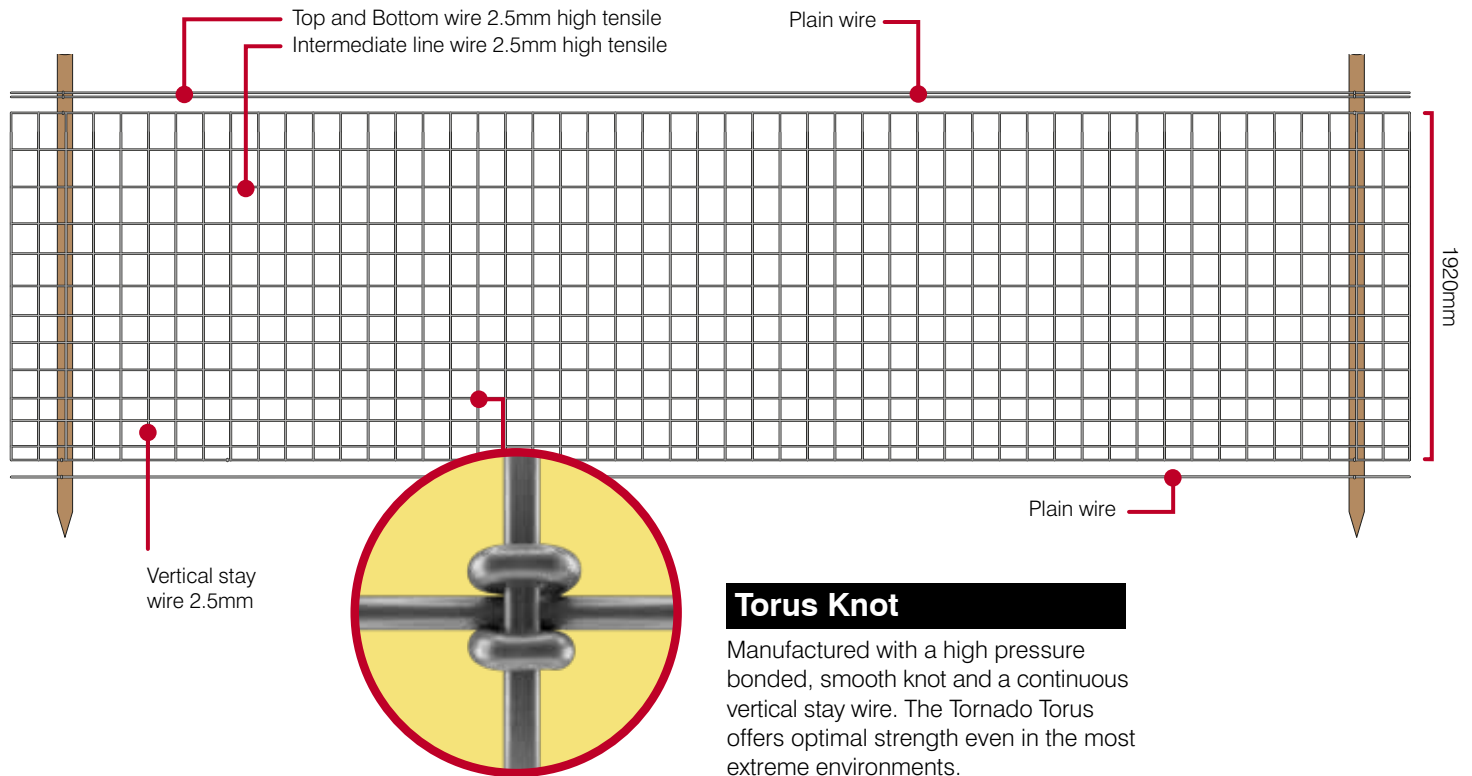 Top and Bottom wire 2.5mm high tensile
Intermediate line wire 2.5mm high tensile
Plain wire
1920mm
Plain wire
Vertical stay
wire 2.5mm
Torus Knot
Manufactured with a high pressure
bonded, smooth knot and a continuous
vertical stay wire. The Tornado Torus
offers optimal strength even in the most
extreme environments.